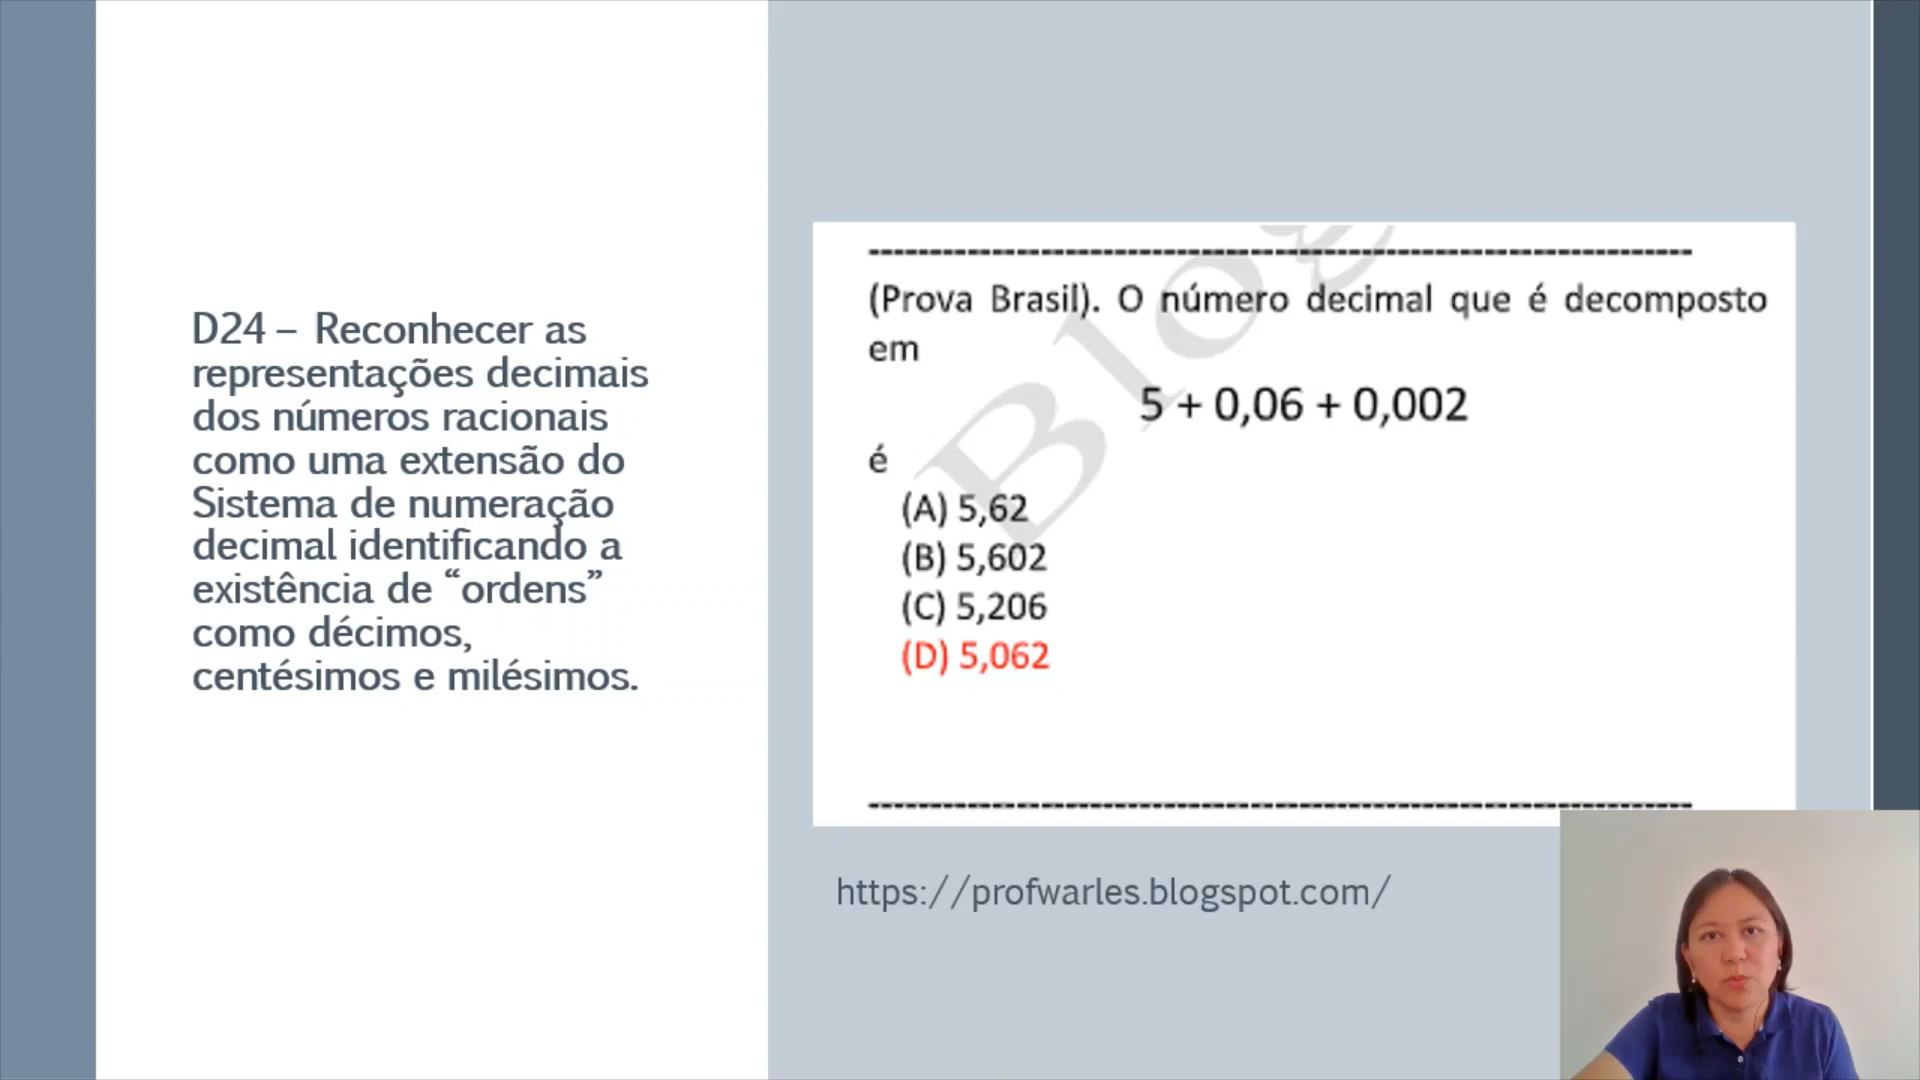 D24 – Reconhecer as
representações decimais
dos números racionais
como uma extensão do
Sistema de numeração
decimal identificando a
existência de “ordens”
como décimos,
centésimos e milésimos.
(Prova Brasil). O número decimal que é decomposto
em
5 + 0,06 + 0,002
é
(A) 5,62
(B) 5,602
(C) 5,206
(D) 5,062
Blog
https://profwarles.blogspot.com/